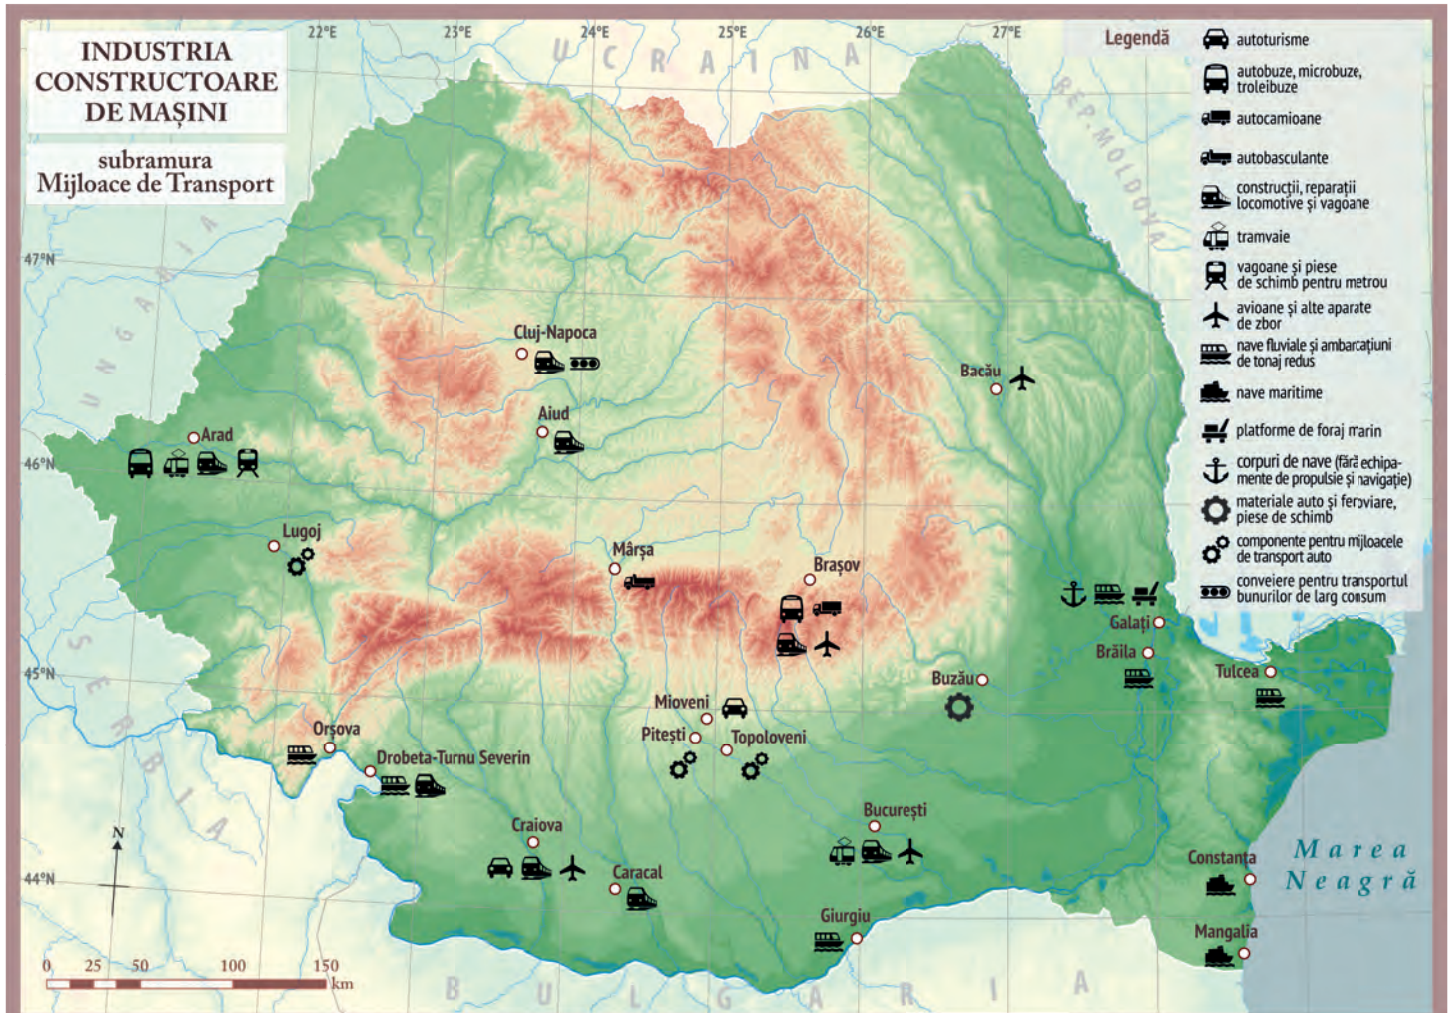 INDUSTRIA
CONSTRUCTOARE
DE MAȘINI
subramura
Mijloace de Transport
22°E
23°E
24°E
25°E
26°E
27°E
47°N
46°N
45°N
44°N
UCRAINA
REP. MOLDOVA
UNGARIA
SERBIA
BULGARIA
Marea
Neagră
Legendă
autoturisme
autobuze, microbuze,
troleibuze
autocamioane
autobasculante
construcții, reparații
locomotive și vagoane
tramvaie
vagoane și piese
de schimb pentru metrou
avioane și alte aparate
de zbor
nave fluviale și ambarcațiuni
de tonaj redus
nave maritime
platforme de foraj marin
corpuri de nave (fără echipa-
mente de propulsie și navigație)
materiale auto și feroviare,
piese de schimb
componente pentru mijloacele
de transport auto
conveiere pentru transportul
bunurilor de larg consum
Cluj-Napoca
Bacău
Aiud
Arad
Lugoj
Mârșa
Brașov
Galați
Brăila
Tulcea
Buzău
Mioveni
Pitești
Topoloveni
Orșova
Drobeta-Turnu Severin
București
Craiova
Caracal
Constanța
Giurgiu
Mangalia
N
0 25 50 100 150
km